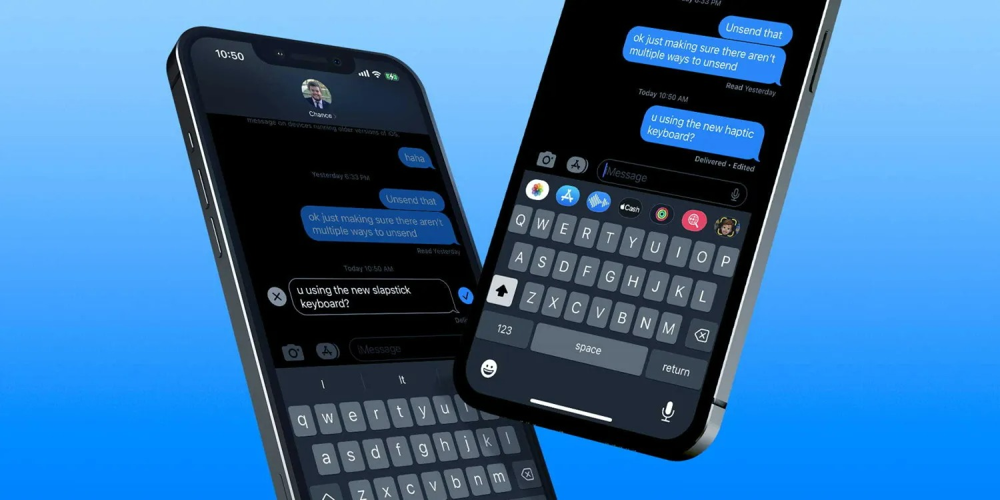 10:50
Chance
message on devices running older versions of iOS.
haha
Yesterday 6:33 PM
Unsend that
ok just making sure there aren't
multiple ways to unsend
Read Yesterday
Today 10:50 AM
u using the new slapstick
keyboard?
iMessage
I
It
q w e r t y u
a s d f g h j k l
z x c v b n m
6:33 PM
Unsend that
ok just making sure there aren't
multiple ways to unsend
Read Yesterday
Today 10:50 AM
u using the new haptic
keyboard?
Delivered • Edited
iMessage
Cash
Q W E R T Y U I O P
A S D F G H J K L
Z X C V B N M
123
space
return